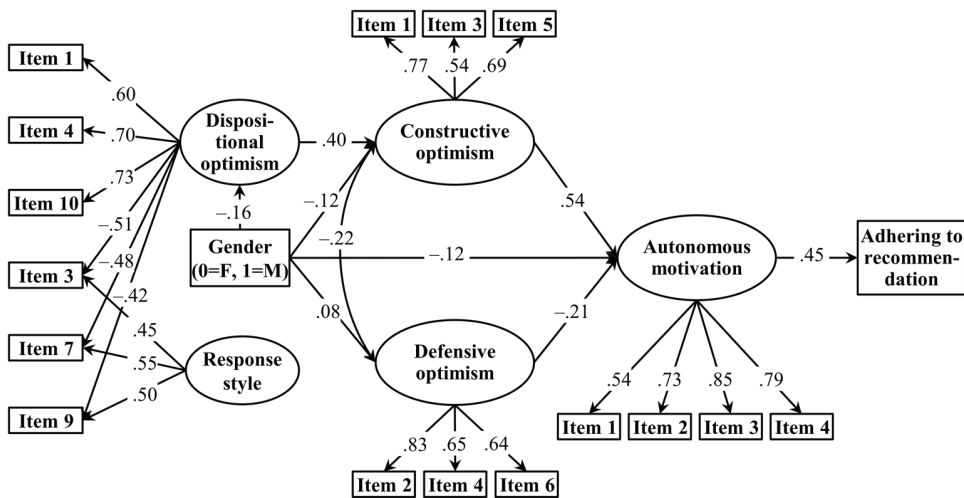 Item 1
Item 3
Item 5
Item 1
.77
.54
.69
.60
Item 4
.70
Disposi-
tional
optimism
.40
Constructive
optimism
.73
Item 10
–.16
–.12
.54
–.51
–.22
Gender
(0=F, 1=M)
–.12
Autonomous
motivation
.45
Adhering to
recommen-
dation
Item 3
–.48
–.42
.08
–.21
.45
Item 7
.55
Response
style
Defensive
optimism
.50
.54
.73
.85
.79
Item 9
Item 1
Item 2
Item 3
Item 4
.83
.65
.64
Item 2
Item 4
Item 6